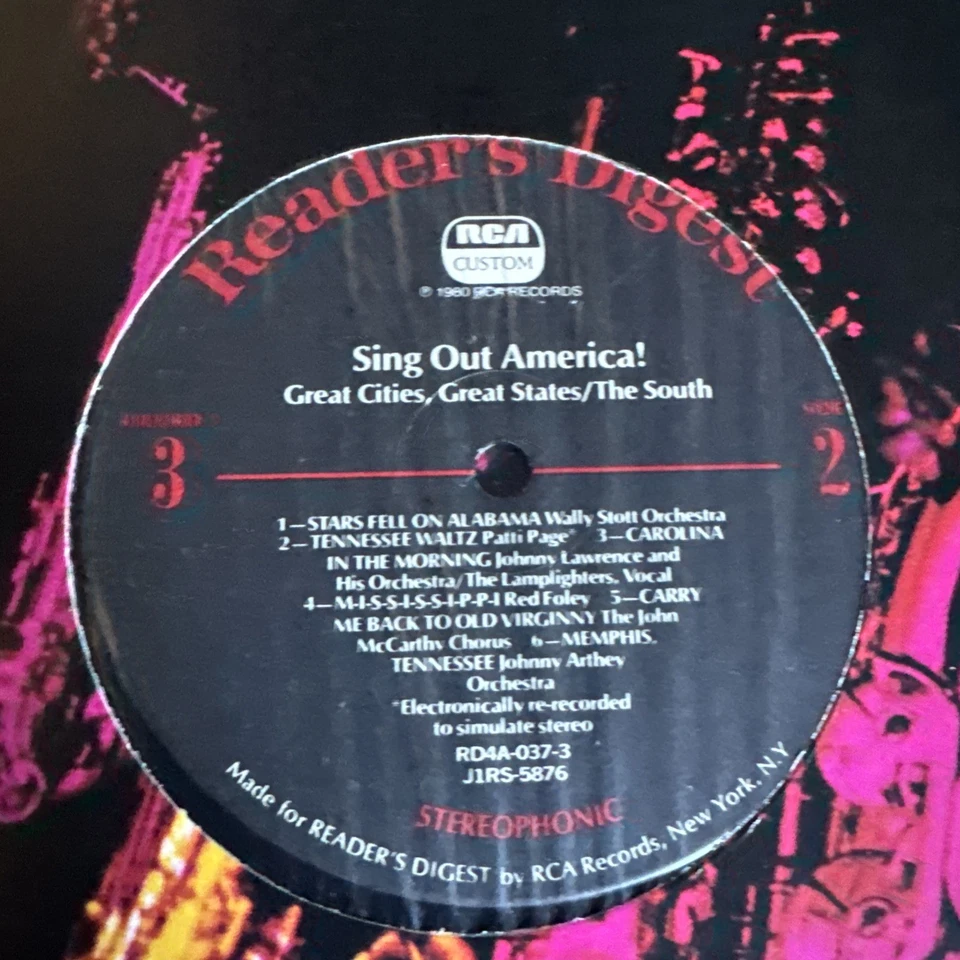 Reader's Digest
RCA
CUSTOM
℗ 1980 RCA RECORDS
Sing Out America!
Great Cities, Great States/The South
SIDE
3
2
1—STARS FELL ON ALABAMA Wally Stott Orchestra
2—TENNESSEE WALTZ Patti Page* 3—CAROLINA
IN THE MORNING Johnny Lawrence and
His Orchestra/The Lamplighters, Vocal
4—M-I-S-S-I-S-S-I-P-P-I Red Foley 5—CARRY
ME BACK TO OLD VIRGINNY The John
McCarthy Chorus 6—MEMPHIS,
TENNESSEE Johnny Arthey
Orchestra
*Electronically re-recorded
to simulate stereo
RD4A-037-3
J1RS-5876
STEREOPHONIC
Made for READER'S DIGEST by RCA Records, New York, N.Y